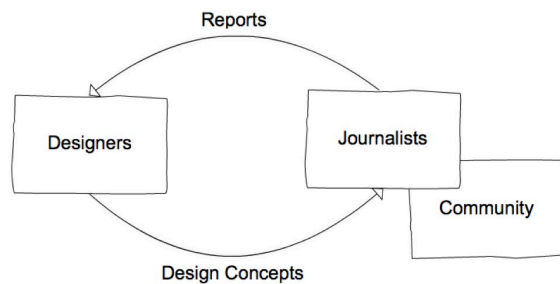 Reports
Designers
Journalists
Community
Design Concepts